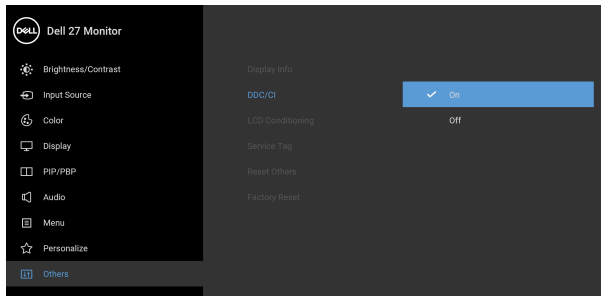 DELL Dell 27 Monitor
Brightness/Contrast
Display Info
Input Source
DDC/CI
On
Color
LCD Conditioning
Off
Display
Service Tag
PIP/PBP
Reset Others
Audio
Factory Reset
Menu
Personalize
Others